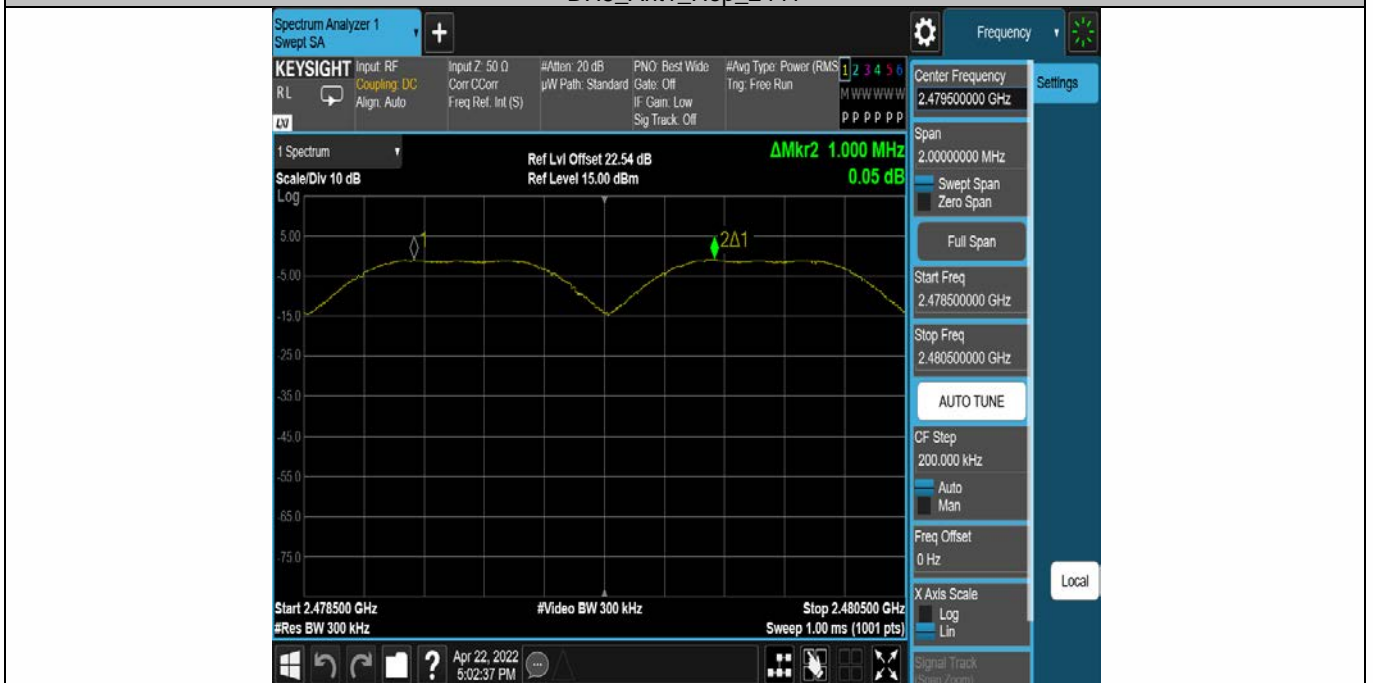 Spectrum Analyzer 1
Swept SA
+
Frequency
KEYSIGHT
RL
LXI
Input: RF
Coupling: DC
Align: Auto
Input Z: 50 Ω
Corr CCorr
Freq Ref: Int (S)
#Atten: 20 dB
µW Path: Standard
PNO: Best Wide
Gate: Off
IF Gain: Low
Sig Track: Off
#Avg Type: Power (RMS
Trig: Free Run
1 2 3 4 5 6
M W W W W W
P P P P P P
Center Frequency
2.479500000 GHz
Settings
1 Spectrum
Scale/Div 10 dB
Ref Lvl Offset 22.54 dB
Ref Level 15.00 dBm
ΔMkr2 1.000 MHz
0.05 dB
Log
5.00
-5.00
-15.0
-25.0
-35.0
-45.0
-55.0
-65.0
-75.0
1
2Δ1
Start 2.478500 GHz
#Res BW 300 kHz
#Video BW 300 kHz
Stop 2.480500 GHz
Sweep 1.00 ms (1001 pts)
Span
2.00000000 MHz
Swept Span
Zero Span
Full Span
Start Freq
2.478500000 GHz
Stop Freq
2.480500000 GHz
AUTO TUNE
CF Step
200.000 kHz
Auto
Man
Freq Offset
0 Hz
X Axis Scale
Log
Lin
Signal Track
(Span Zoom)
Local
?
Apr 22, 2022
5:02:37 PM